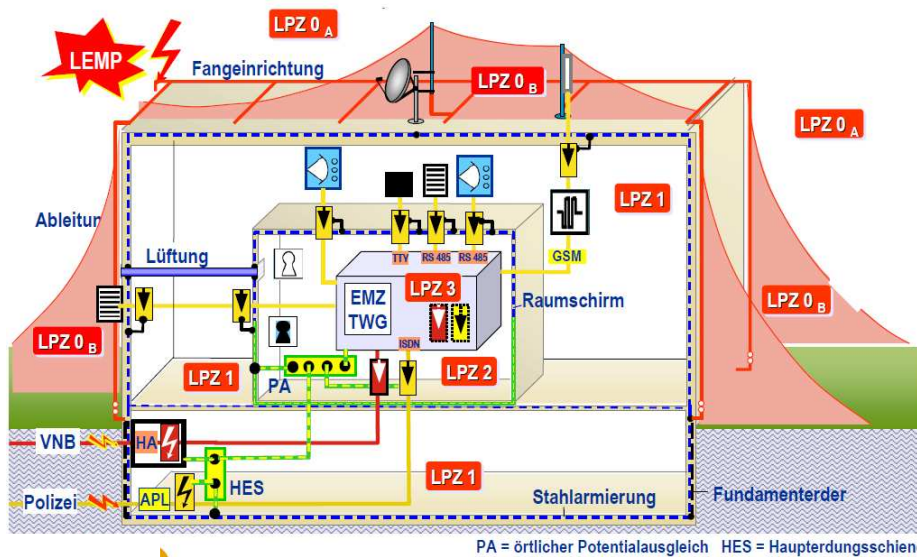 LPZ 0 A
LEMP
Fangeinrichtung
LPZ 0 B
LPZ 0 A
LPZ 1
Ableitun
Lüftung
TTY
RS 485
RS 485
GSM
LPZ 3
EMZ
TWG
Raumschirm
LPZ 0 B
LPZ 0 B
ISDN
LPZ 1
PA
LPZ 2
VNB
HA
LPZ 1
Polizei
APL
HES
Stahlarmierung
Fundamenterder
PA = örtlicher Potentialausgleich HES = Haupterdungsschien